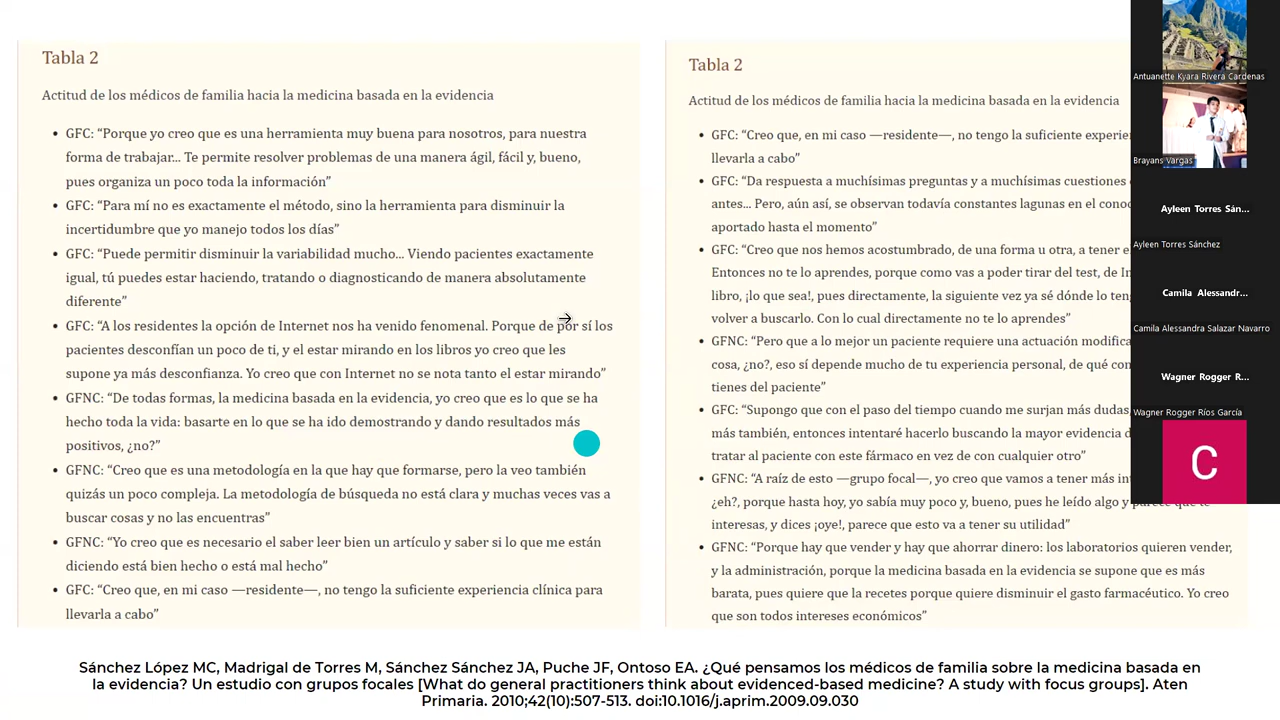 Tabla 2
Actitud de los médicos de familia hacia la medicina basada en la evidencia
• GFC: “Porque yo creo que es una herramienta muy buena para nosotros, para nuestra
forma de trabajar... Te permite resolver problemas de una manera ágil, fácil y, bueno,
pues organiza un poco toda la información”
• GFC: “Para mí no es exactamente el método, sino la herramienta para disminuir la
incertidumbre que yo manejo todos los días”
• GFC: “Puede permitir disminuir la variabilidad mucho... Viendo pacientes exactamente
igual, tú puedes estar haciendo, tratando o diagnosticando de manera absolutamente
diferente”
• GFC: “A los residentes la opción de Internet nos ha venido fenomenal. Porque de por sí los
pacientes desconfían un poco de ti, y el estar mirando en los libros yo creo que les
supone ya más desconfianza. Yo creo que con Internet no se nota tanto el estar mirando”
• GFNC: “De todas formas, la medicina basada en la evidencia, yo creo que es lo que se ha
hecho toda la vida: basarte en lo que se ha ido demostrando y dando resultados más
positivos, ¿no?”
• GFNC: “Creo que es una metodología en la que hay que formarse, pero la veo también
quizás un poco compleja. La metodología de búsqueda no está clara y muchas veces vas a
buscar cosas y no las encuentras”
• GFNC: “Yo creo que es necesario el saber leer bien un artículo y saber si lo que me están
diciendo está bien hecho o está mal hecho”
• GFC: “Creo que, en mi caso —residente—, no tengo la suficiente experiencia clínica para
llevarla a cabo”
Tabla 2
Actitud de los médicos de familia hacia la medicina basada en la evidencia
• GFC: “Creo que, en mi caso —residente—, no tengo la suficiente
llevarla a cabo”
• GFC: “Da respuesta a muchísimas preguntas y a muchísimas cuestiones
antes... Pero, aún así, se observan todavía constantes lagunas en el
aportado hasta el momento”
• GFC: “Creo que nos hemos acostumbrado, de una forma u otra, a tener
Entonces no te lo aprendes, porque como vas a poder tirar del test, de
libro, ¡lo que sea!, pues directamente, la siguiente vez ya sé dónde lo
volver a buscarlo. Con lo cual directamente no te lo aprendes”
• GFNC: “Pero que a lo mejor un paciente requiere una actuación
cosa, ¿no?, eso sí depende mucho de tu experiencia personal, de qué
tienes del paciente”
• GFC: “Supongo que con el paso del tiempo cuando me surjan más dudas,
más también, entonces intentaré hacerlo buscando la mayor evidencia
tratar al paciente con este fármaco en vez de con cualquier otro”
• GFNC: “A raíz de esto —grupo focal—, yo creo que vamos a tener más
¿eh?, porque hasta hoy, yo sabía muy poco y, bueno, pues he leído algo y
interesas, y dices ¡oye!, parece que esto va a tener su utilidad”
• GFNC: “Porque hay que vender y hay que ahorrar dinero: los laboratorios quieren vender,
y la administración, porque la medicina basada en la evidencia se supone que es más
barata, pues quiere que la recetes porque quiere disminuir el gasto farmacéutico. Yo creo
que son todos intereses económicos”
Sánchez López MC, Madrigal de Torres M, Sánchez Sánchez JA, Puche JF, Ontoso EA. ¿Qué pensamos los médicos de familia sobre la medicina basada en
la evidencia? Un estudio con grupos focales [What do general practitioners think about evidenced-based medicine? A study with focus groups]. Aten
Primaria. 2010;42(10):507-513. doi:10.1016/j.aprim.2009.09.030
Antuanette Kyara Rivera Cardenas
Brayans Vargas
Ayleen Torres Sán...
Ayleen Torres Sánchez
Camila Alessandr...
Camila Alessandra Salazar Navarro
Wagner Rogger R...
Wagner Rogger Ríos García
C